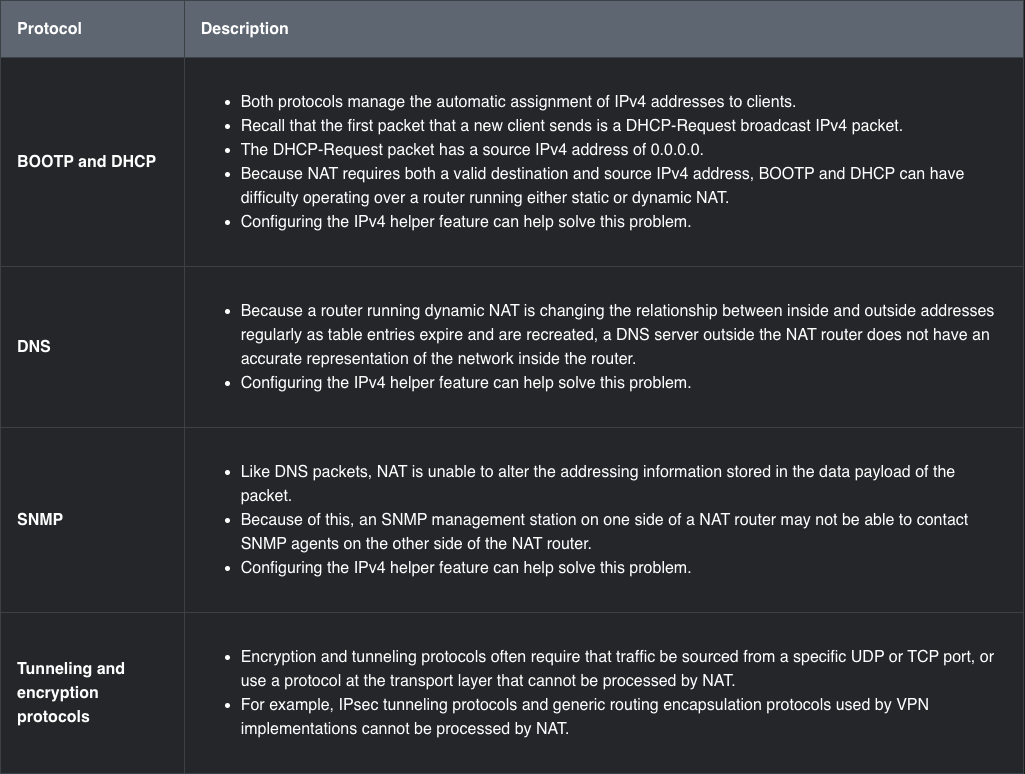 Protocol
Description
BOOTP and DHCP
• Both protocols manage the automatic assignment of IPv4 addresses to clients.
• Recall that the first packet that a new client sends is a DHCP-Request broadcast IPv4 packet.
• The DHCP-Request packet has a source IPv4 address of 0.0.0.0.
• Because NAT requires both a valid destination and source IPv4 address, BOOTP and DHCP can have
difficulty operating over a router running either static or dynamic NAT.
• Configuring the IPv4 helper feature can help solve this problem.
DNS
• Because a router running dynamic NAT is changing the relationship between inside and outside addresses
regularly as table entries expire and are recreated, a DNS server outside the NAT router does not have an
accurate representation of the network inside the router.
• Configuring the IPv4 helper feature can help solve this problem.
SNMP
• Like DNS packets, NAT is unable to alter the addressing information stored in the data payload of the
packet.
• Because of this, an SNMP management station on one side of a NAT router may not be able to contact
SNMP agents on the other side of the NAT router.
• Configuring the IPv4 helper feature can help solve this problem.
Tunneling and
encryption
protocols
• Encryption and tunneling protocols often require that traffic be sourced from a specific UDP or TCP port, or
use a protocol at the transport layer that cannot be processed by NAT.
• For example, IPsec tunneling protocols and generic routing encapsulation protocols used by VPN
implementations cannot be processed by NAT.